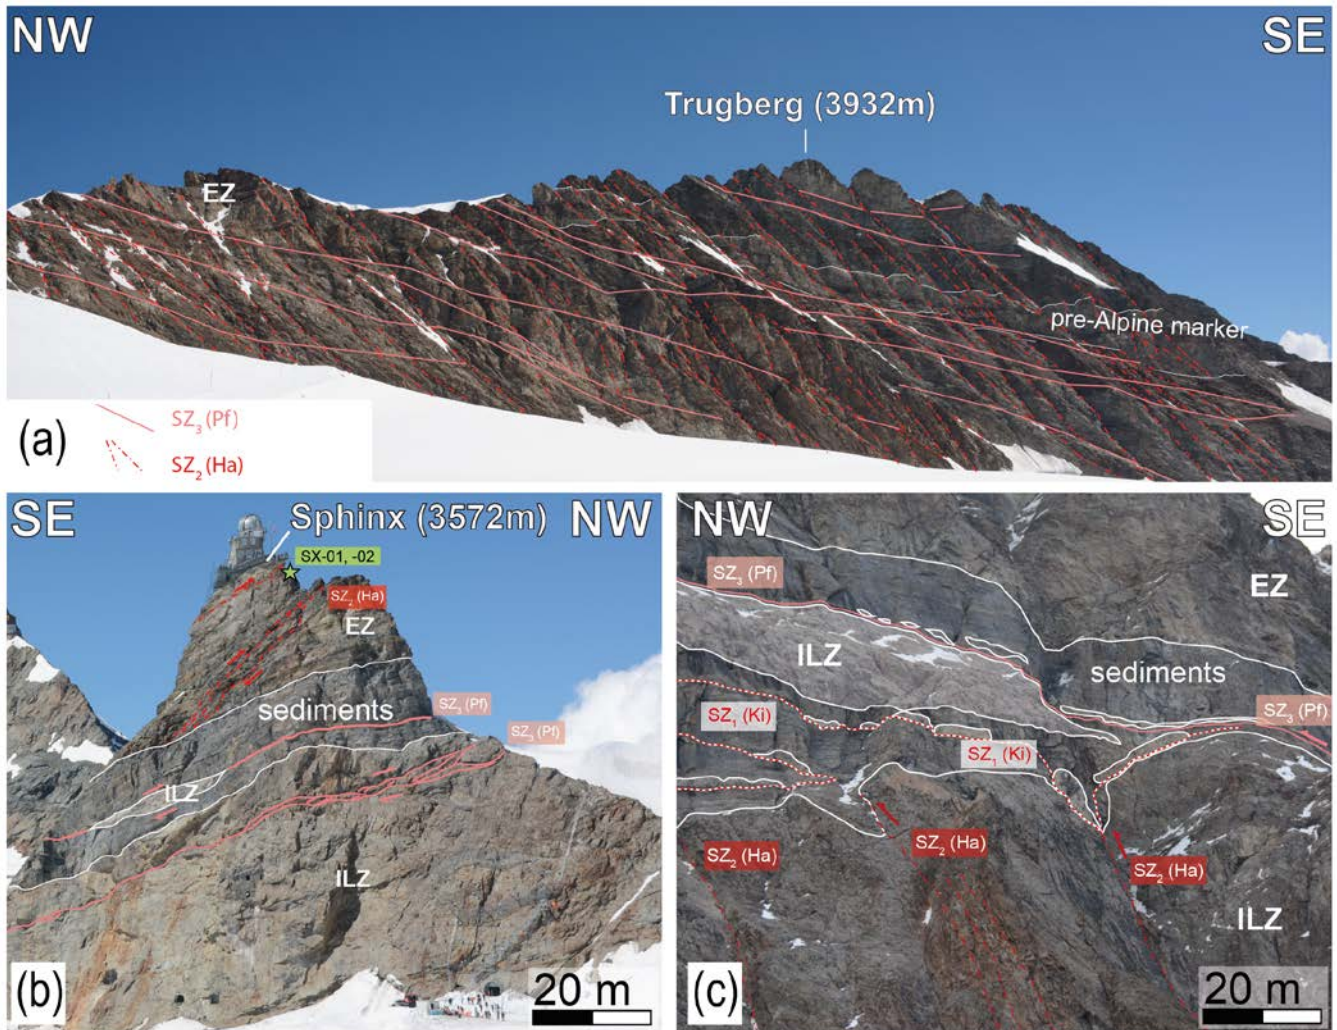 NW
SE
Trugberg (3932m)
EZ
pre-Alpine marker
SZ₃ (Pf)
SZ₂ (Ha)
(a)
SE
Sphinx (3572m)
NW
SX-01, -02
SZ₂ (Ha)
EZ
sediments
SZ₃ (Pf)
SZ₃ (Pf)
ILZ
ILZ
(b)
20 m
NW
SE
SZ₃ (Pf)
EZ
ILZ
sediments
SZ₁ (Ki)
SZ₃ (Pf)
SZ₁ (Ki)
SZ₂ (Ha)
SZ₂ (Ha)
SZ₂ (Ha)
ILZ
(c)
20 m